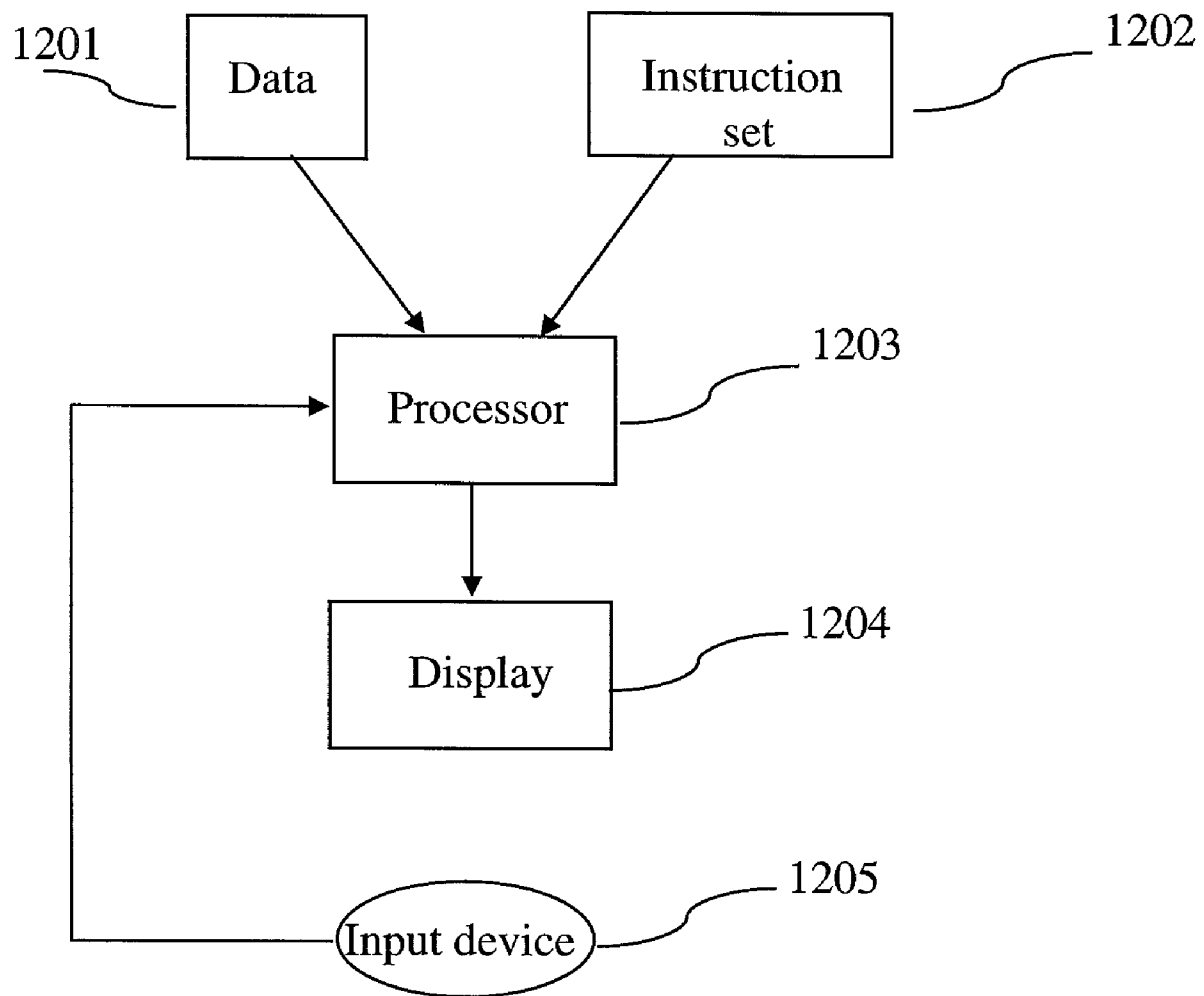 1201
Data
Instruction
set
1202
Processor
1203
Display
1204
Input device
1205